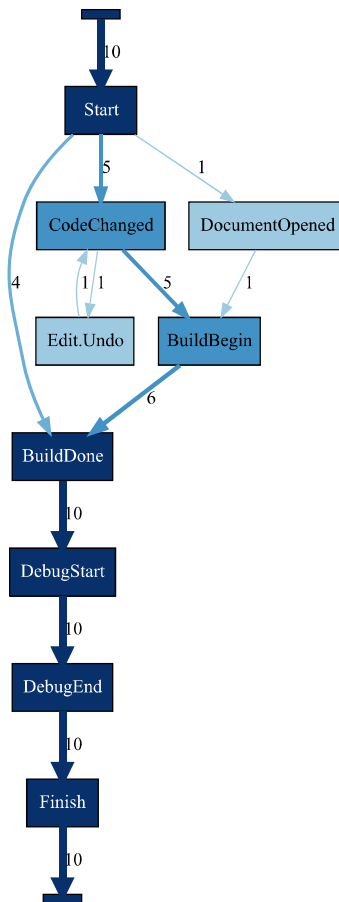 10
Start
5
1
CodeChanged
DocumentOpened
4
1
1
5
1
Edit.Undo
BuildBegin
6
BuildDone
10
DebugStart
10
DebugEnd
10
Finish
10